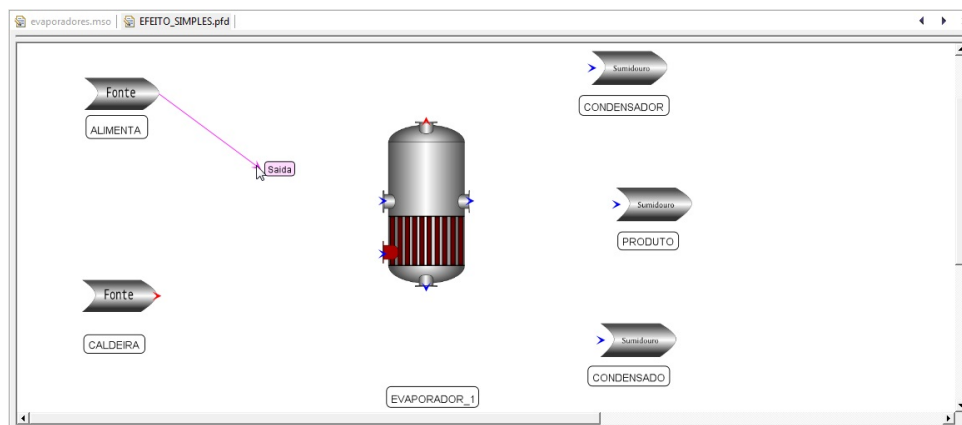 evaporadores.mso
EFEITO_SIMPLES.pfd
Fonte
ALIMENTA
Saida
Sumidouro
CONDENSADOR
Sumidouro
PRODUTO
Fonte
CALDEIRA
Sumidouro
CONDENSADO
EVAPORADOR_1